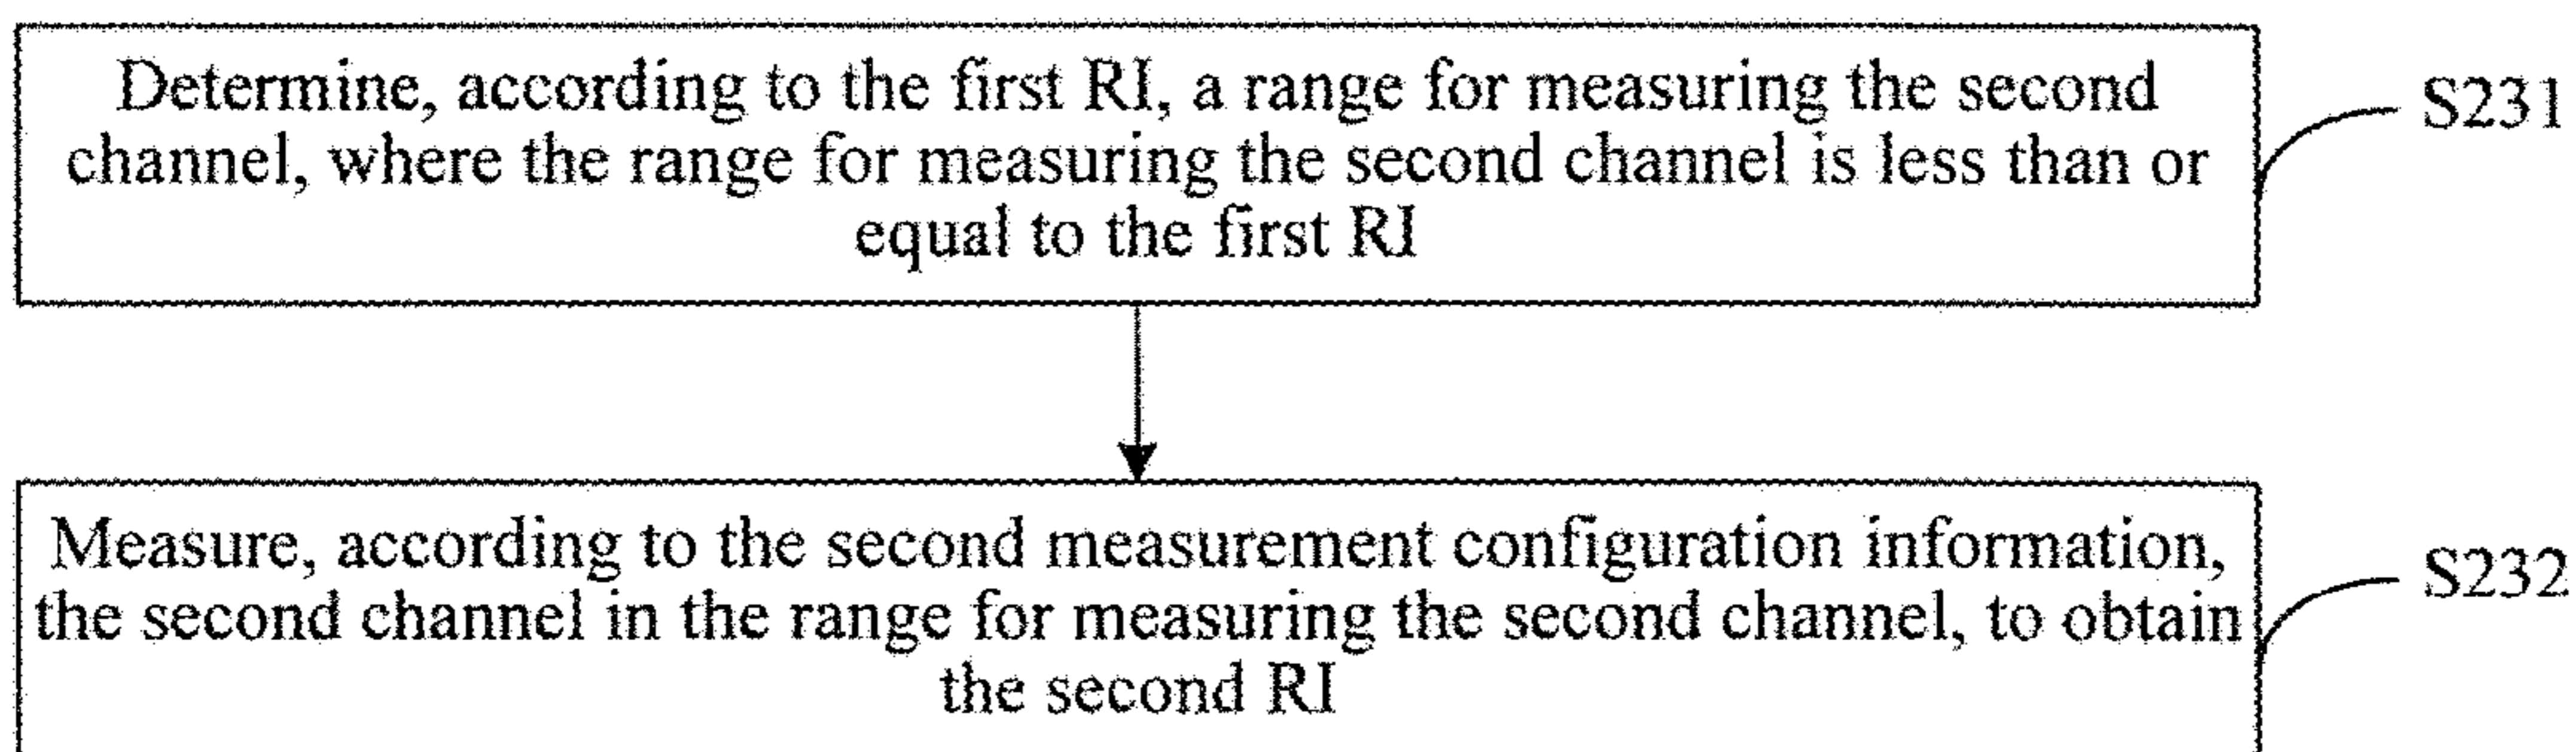 Determine, according to the first RI, a range for measuring the second
channel, where the range for measuring the second channel is less than or
equal to the first RI
S231
Measure, according to the second measurement configuration information,
the second channel in the range for measuring the second channel, to obtain
the second RI
S232